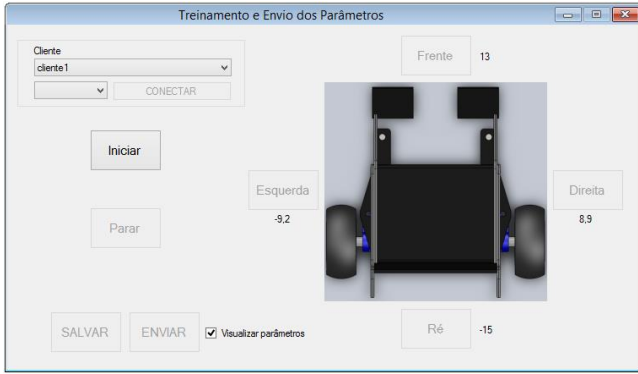 Treinamento e Envio dos Parâmetros
Cliente
cliente1
CONECTAR
Frente 13
Iniciar
Esquerda
-9,2
Direita
8,9
Parar
SALVAR ENVIAR Visualizar parâmetros
Ré -15